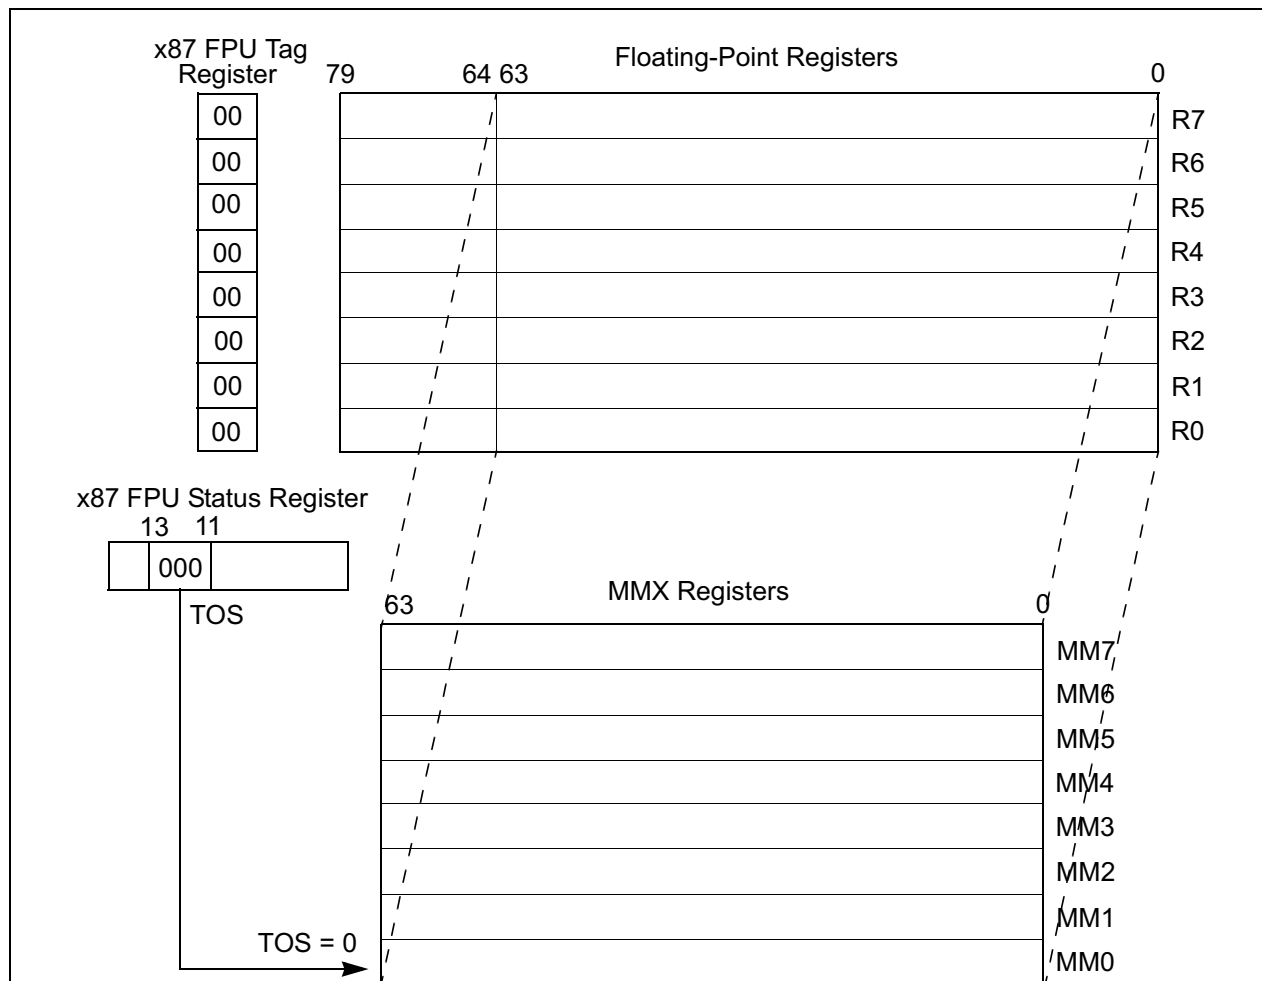 x87 FPU Tag
Register
Floating-Point Registers
79
64 63
0
00
R7
00
R6
00
R5
00
R4
00
R3
00
R2
00
R1
00
R0
x87 FPU Status Register
13
11
000
TOS
MMX Registers
63
0
MM7
MM6
MM5
MM4
MM3
MM2
MM1
TOS = 0
MM0